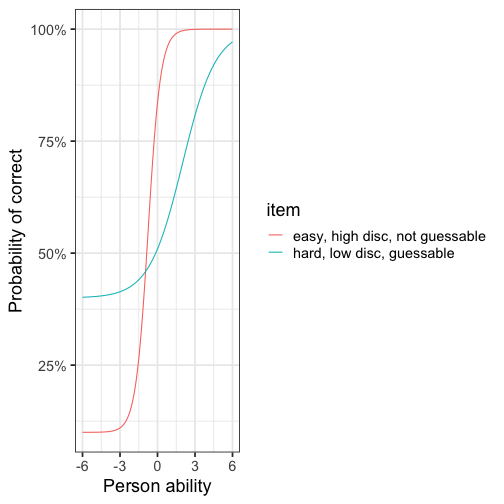 100%
75%
50%
25%
Probability of correct
-6 -3 0 3 6
Person ability
item
easy, high disc, not guessable
hard, low disc, guessable